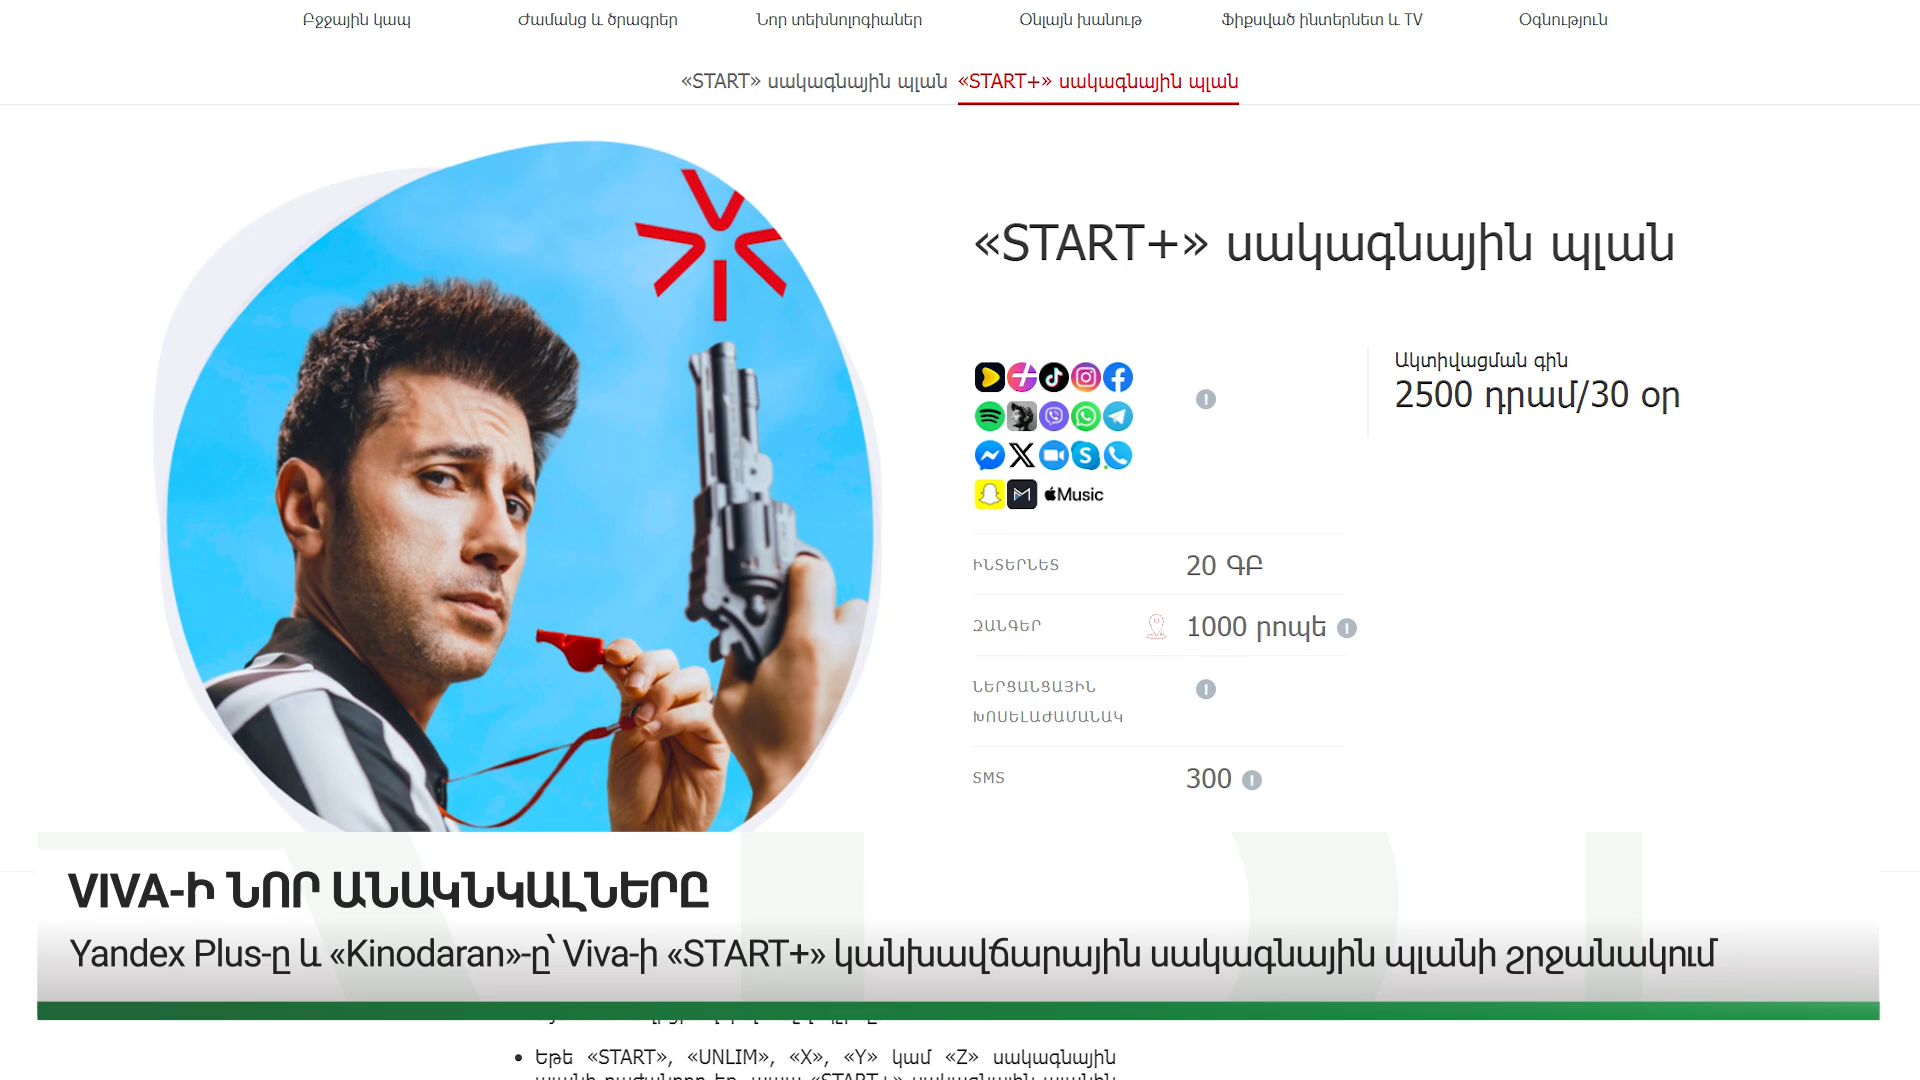 Բջջային կապ
Ժամանց և ծրագրեր
Նոր տեխնոլոգիաներ
Օնլայն խանութ
Ֆիքսված ինտերնետ և TV
Օգնություն
«START» սակագնային պլան
«START+» սակագնային պլան
«START+» սակագնային պլան
Ակտիվացման գին
2500 դրամ/30 օր
Music
ԻՆՏԵՐՆԵՏ
20 ԳԲ
ԶԱՆԳԵՐ
1000 րոպե
ՆԵՐՑԱՆՑԱՅԻՆ
ԽՈՍԵԼԱԺԱՄԱՆԱԿ
SMS
300
VIVA-Ի ՆՈՐ ԱՆԱԿՆԿԱԼՆԵՐԸ
Yandex Plus-ը և «Kinodaran»-ը՝ Viva-ի «START+» կանխավճարային սակագնային պլանի շրջանակում
• Եթե «START», «UNLIM», «X», «Y» կամ «Z» սակագնային